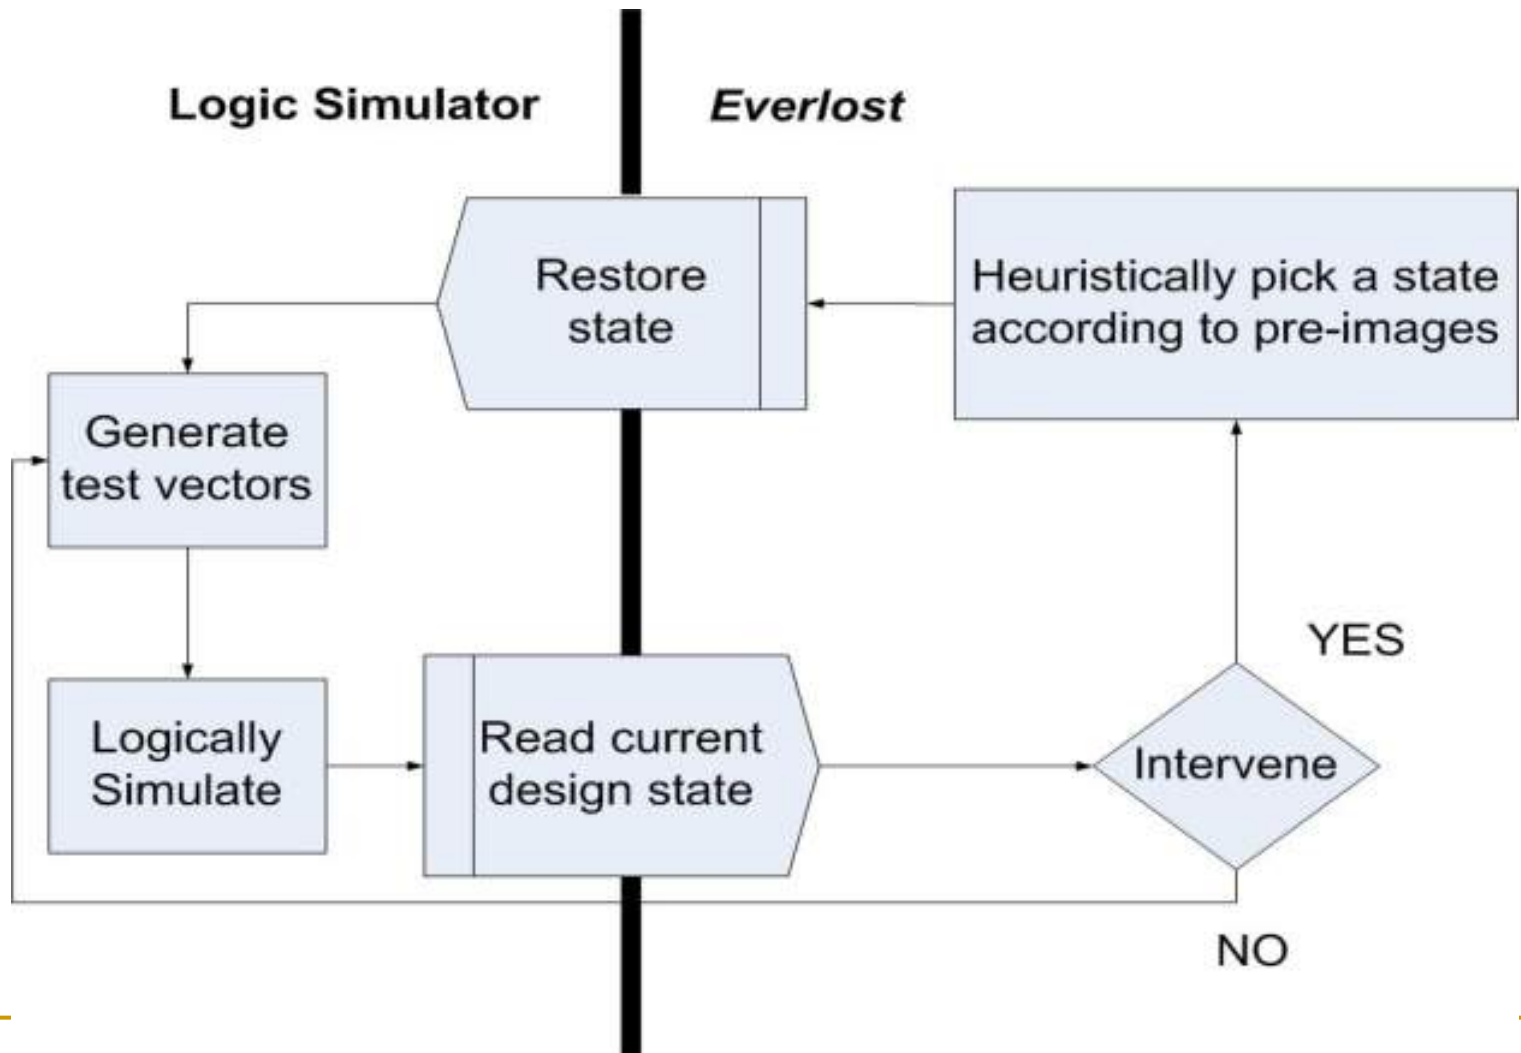 Logic Simulator
Everlost
Restore
state
Heuristically pick a state
according to pre-images
Generate
test vectors
Logically
Simulate
Read current
design state
Intervene
YES
NO